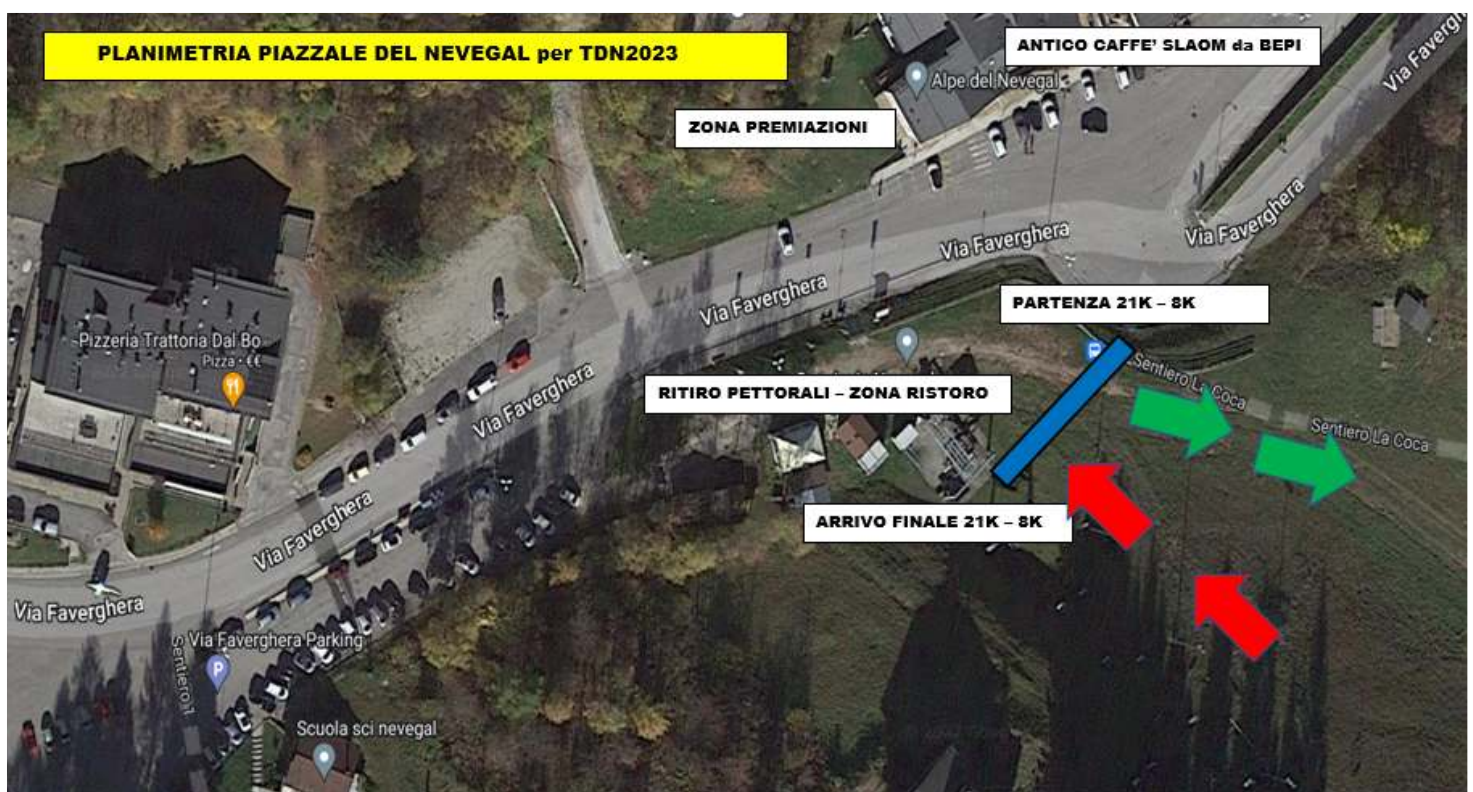 PLANIMETRIA PIAZZALE DEL NEVEGAL per TDN2023
ANTICO CAFFE' SLAOM da BEPI
Via Faverghera
Alpe del Nevegal
ZONA PREMIAZIONI
Via Faverghera
Via Faverghera
PARTENZA 21K – 8K
Via Faverghera
Pizzeria Trattoria Dal Bo
Pizza · €€
Sentiero La Coca
RITIRO PETTORALI – ZONA RISTORO
Via Faverghera
Sentiero La Coca
ARRIVO FINALE 21K – 8K
Via Faverghera
Via Faverghera
Via Faverghera Parking
P
Sentiero 1
Scuola sci nevegal